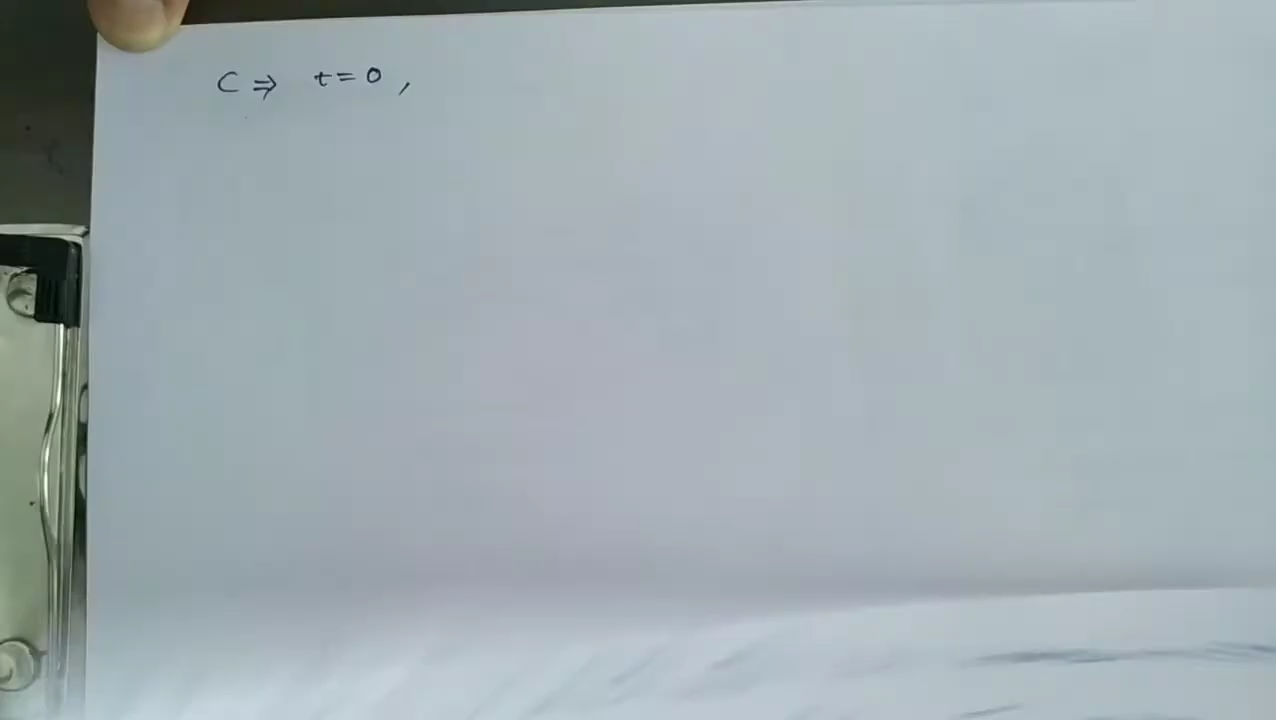 C ⇒ t = 0 ,